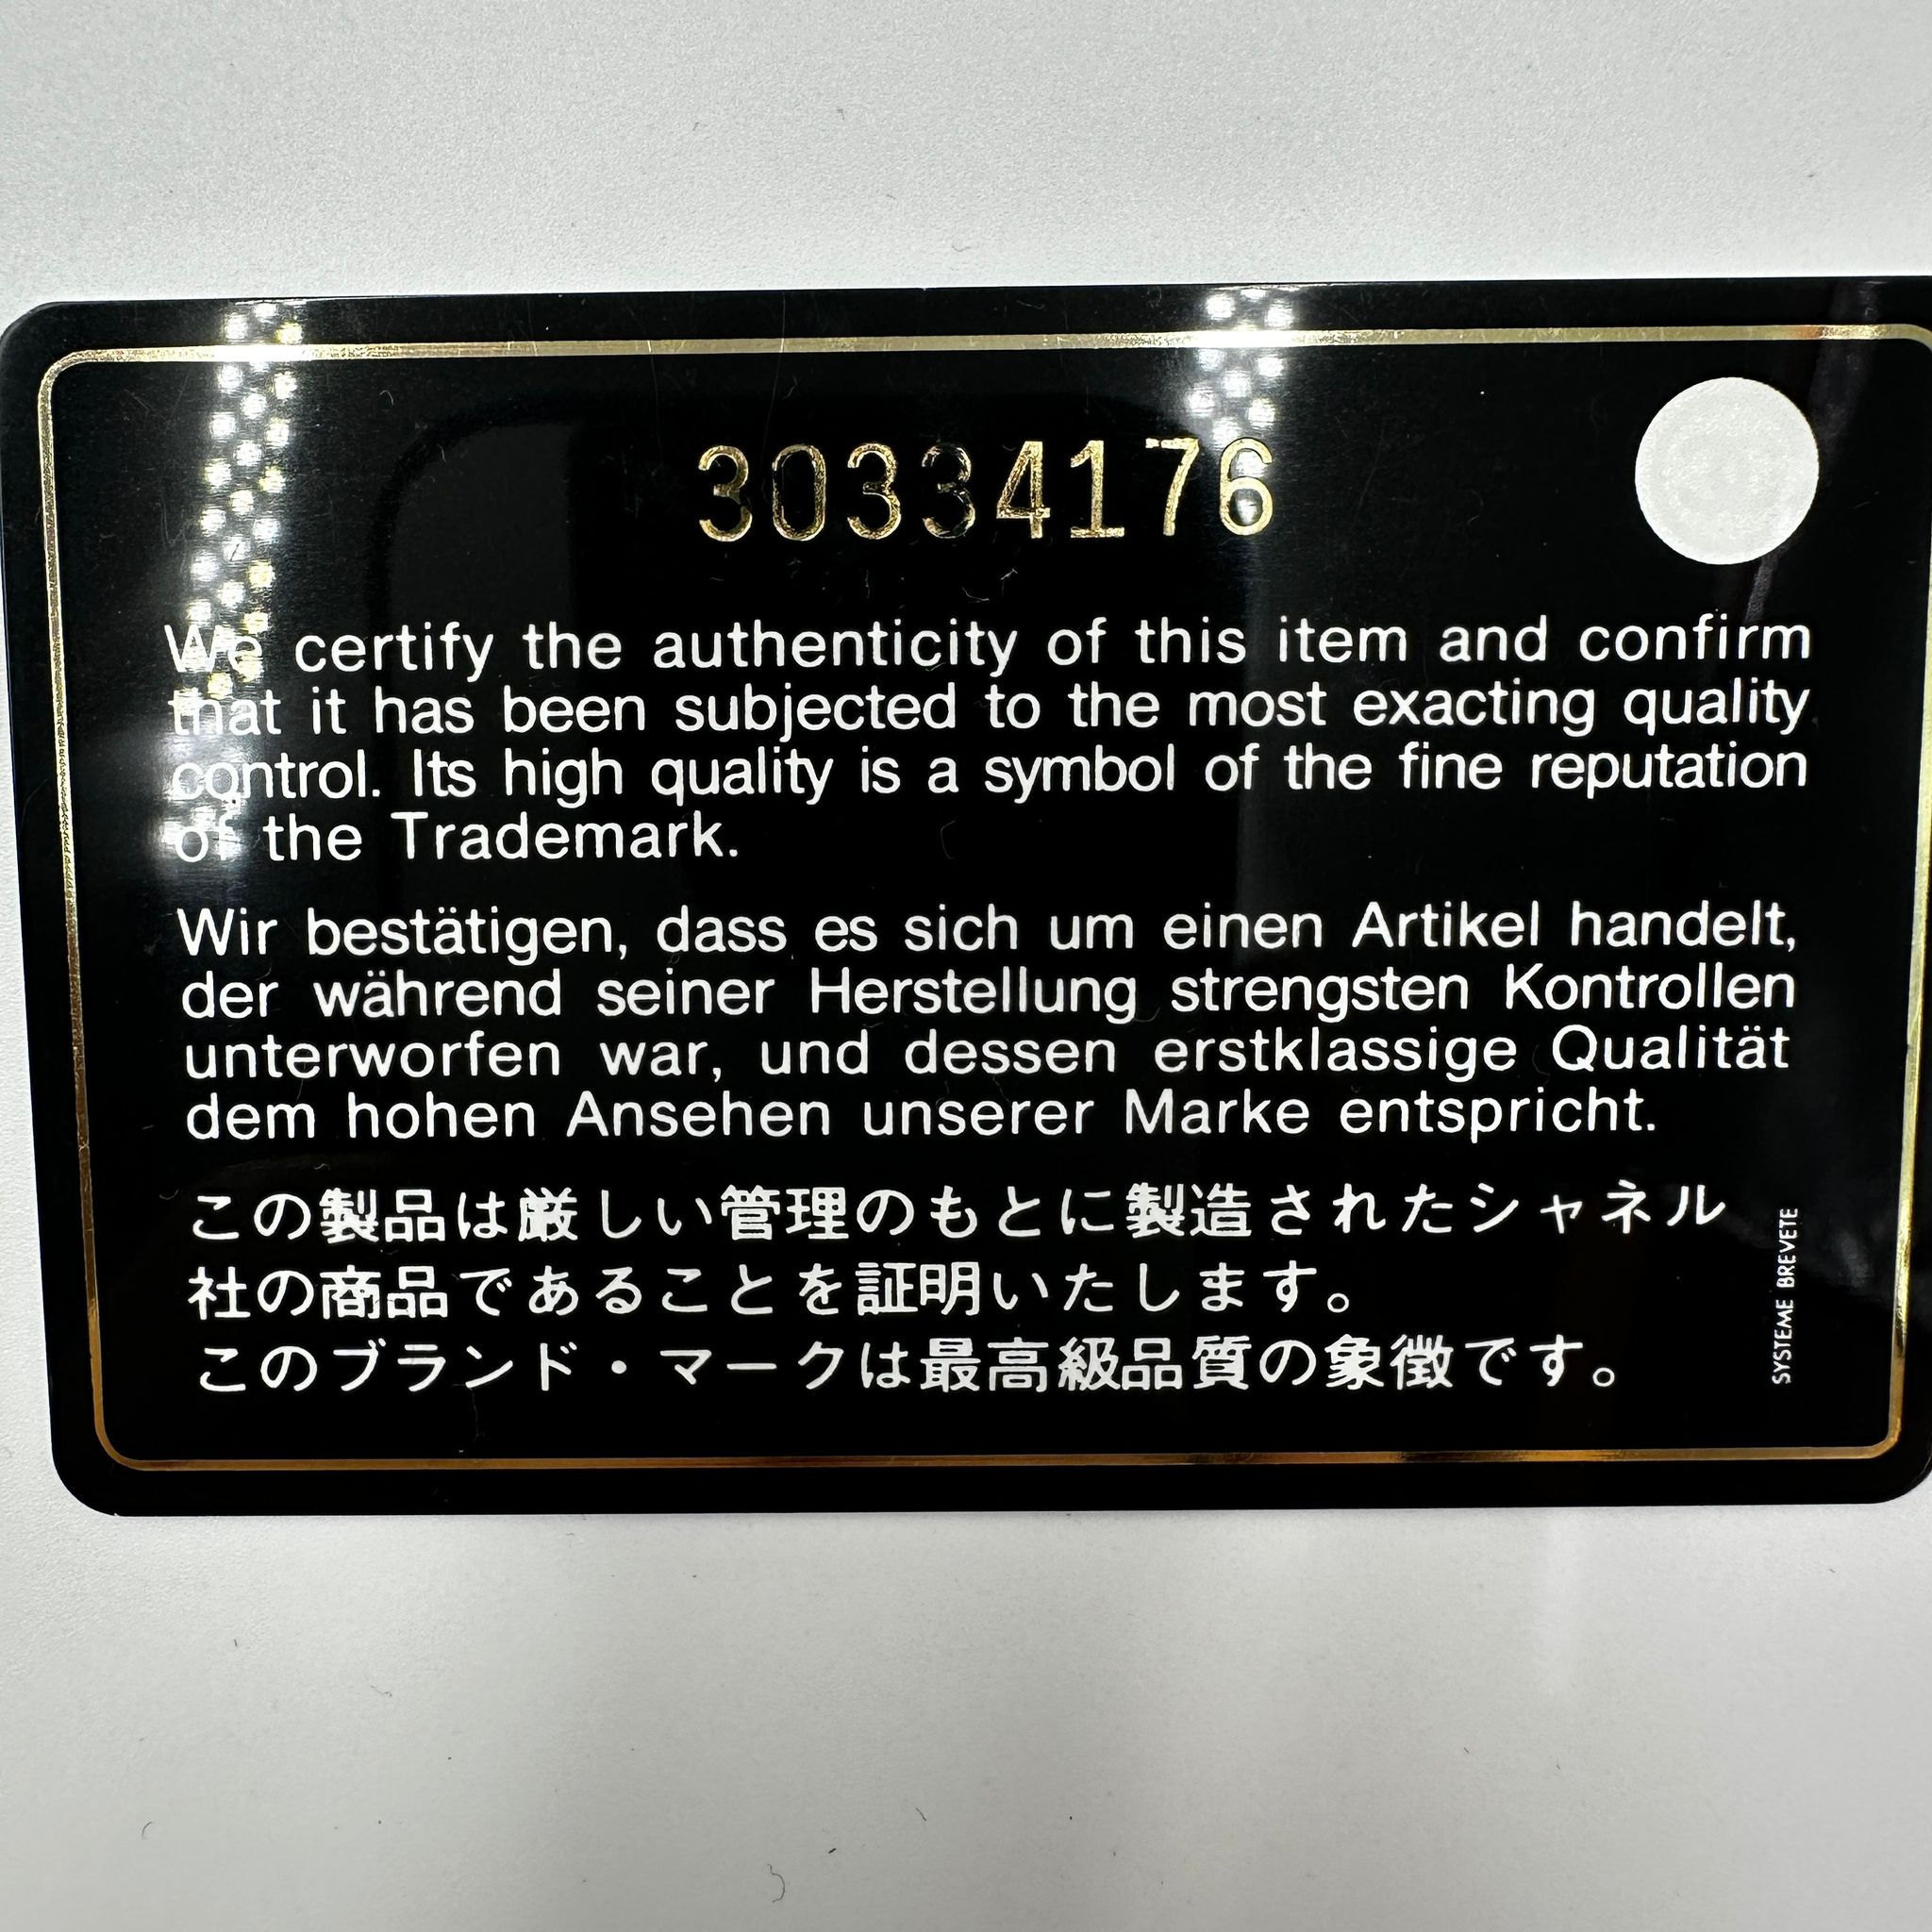 30334176
We certify the authenticity of this item and confirm
that it has been subjected to the most exacting quality
control. Its high quality is a symbol of the fine reputation
of the Trademark.
Wir bestätigen, dass es sich um einen Artikel handelt,
der während seiner Herstellung strengsten Kontrollen
unterworfen war, und dessen erstklassige Qualität
dem hohen Ansehen unserer Marke entspricht.
この製品は厳しい管理のもとに製造されたシャネル
社の商品であることを証明いたします。
このブランド・マークは最高級品質の象徴です。
SYSTEME BREVETE